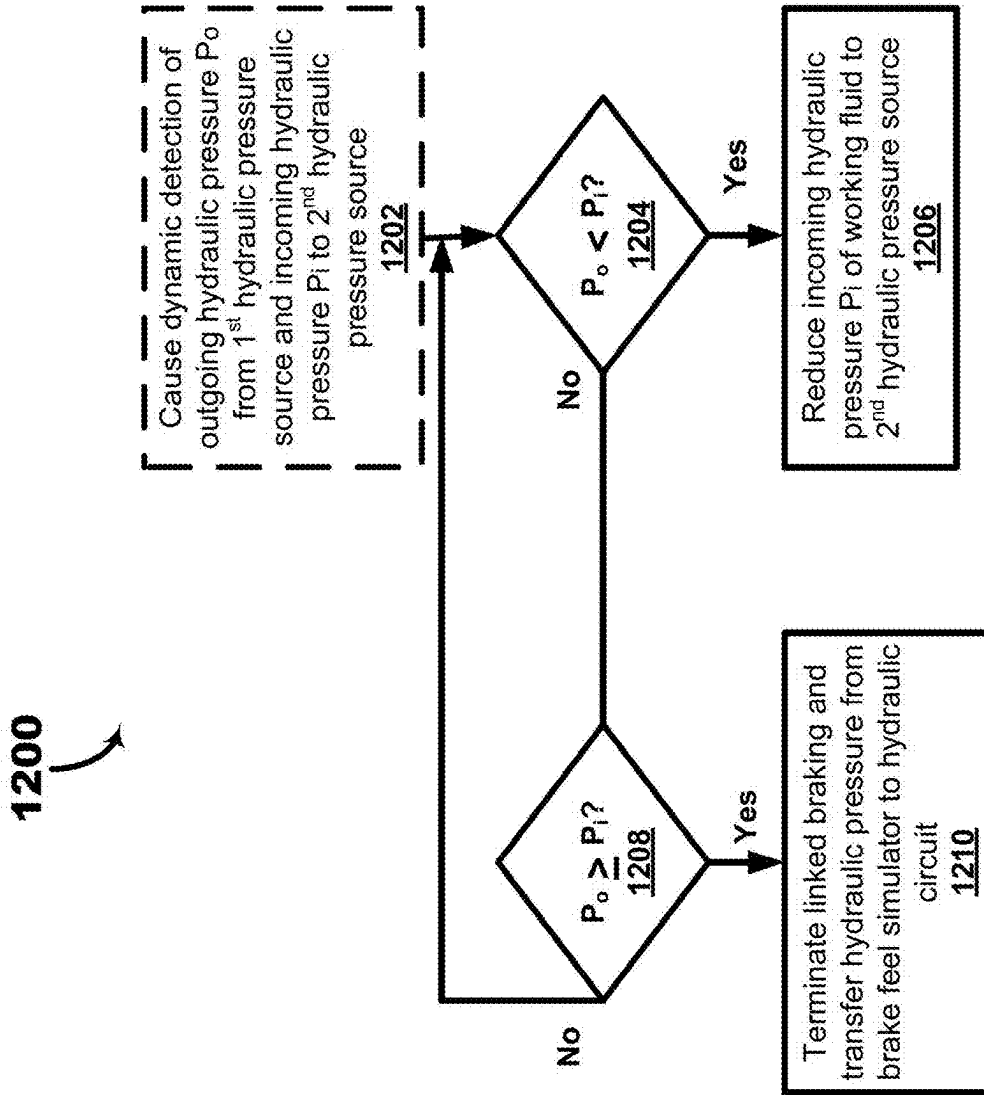 1200
Cause dynamic detection of
outgoing hydraulic pressure Po
from 1st hydraulic pressure
source and incoming hydraulic
pressure Pi to 2nd hydraulic
pressure source
1202
Po < Pi?
1204
No
Yes
Reduce incoming hydraulic
pressure Pi of working fluid to
2nd hydraulic pressure source
1206
Po ≥ Pi?
1208
No
Yes
Terminate linked braking and
transfer hydraulic pressure from
brake feel simulator to hydraulic
circuit
1210